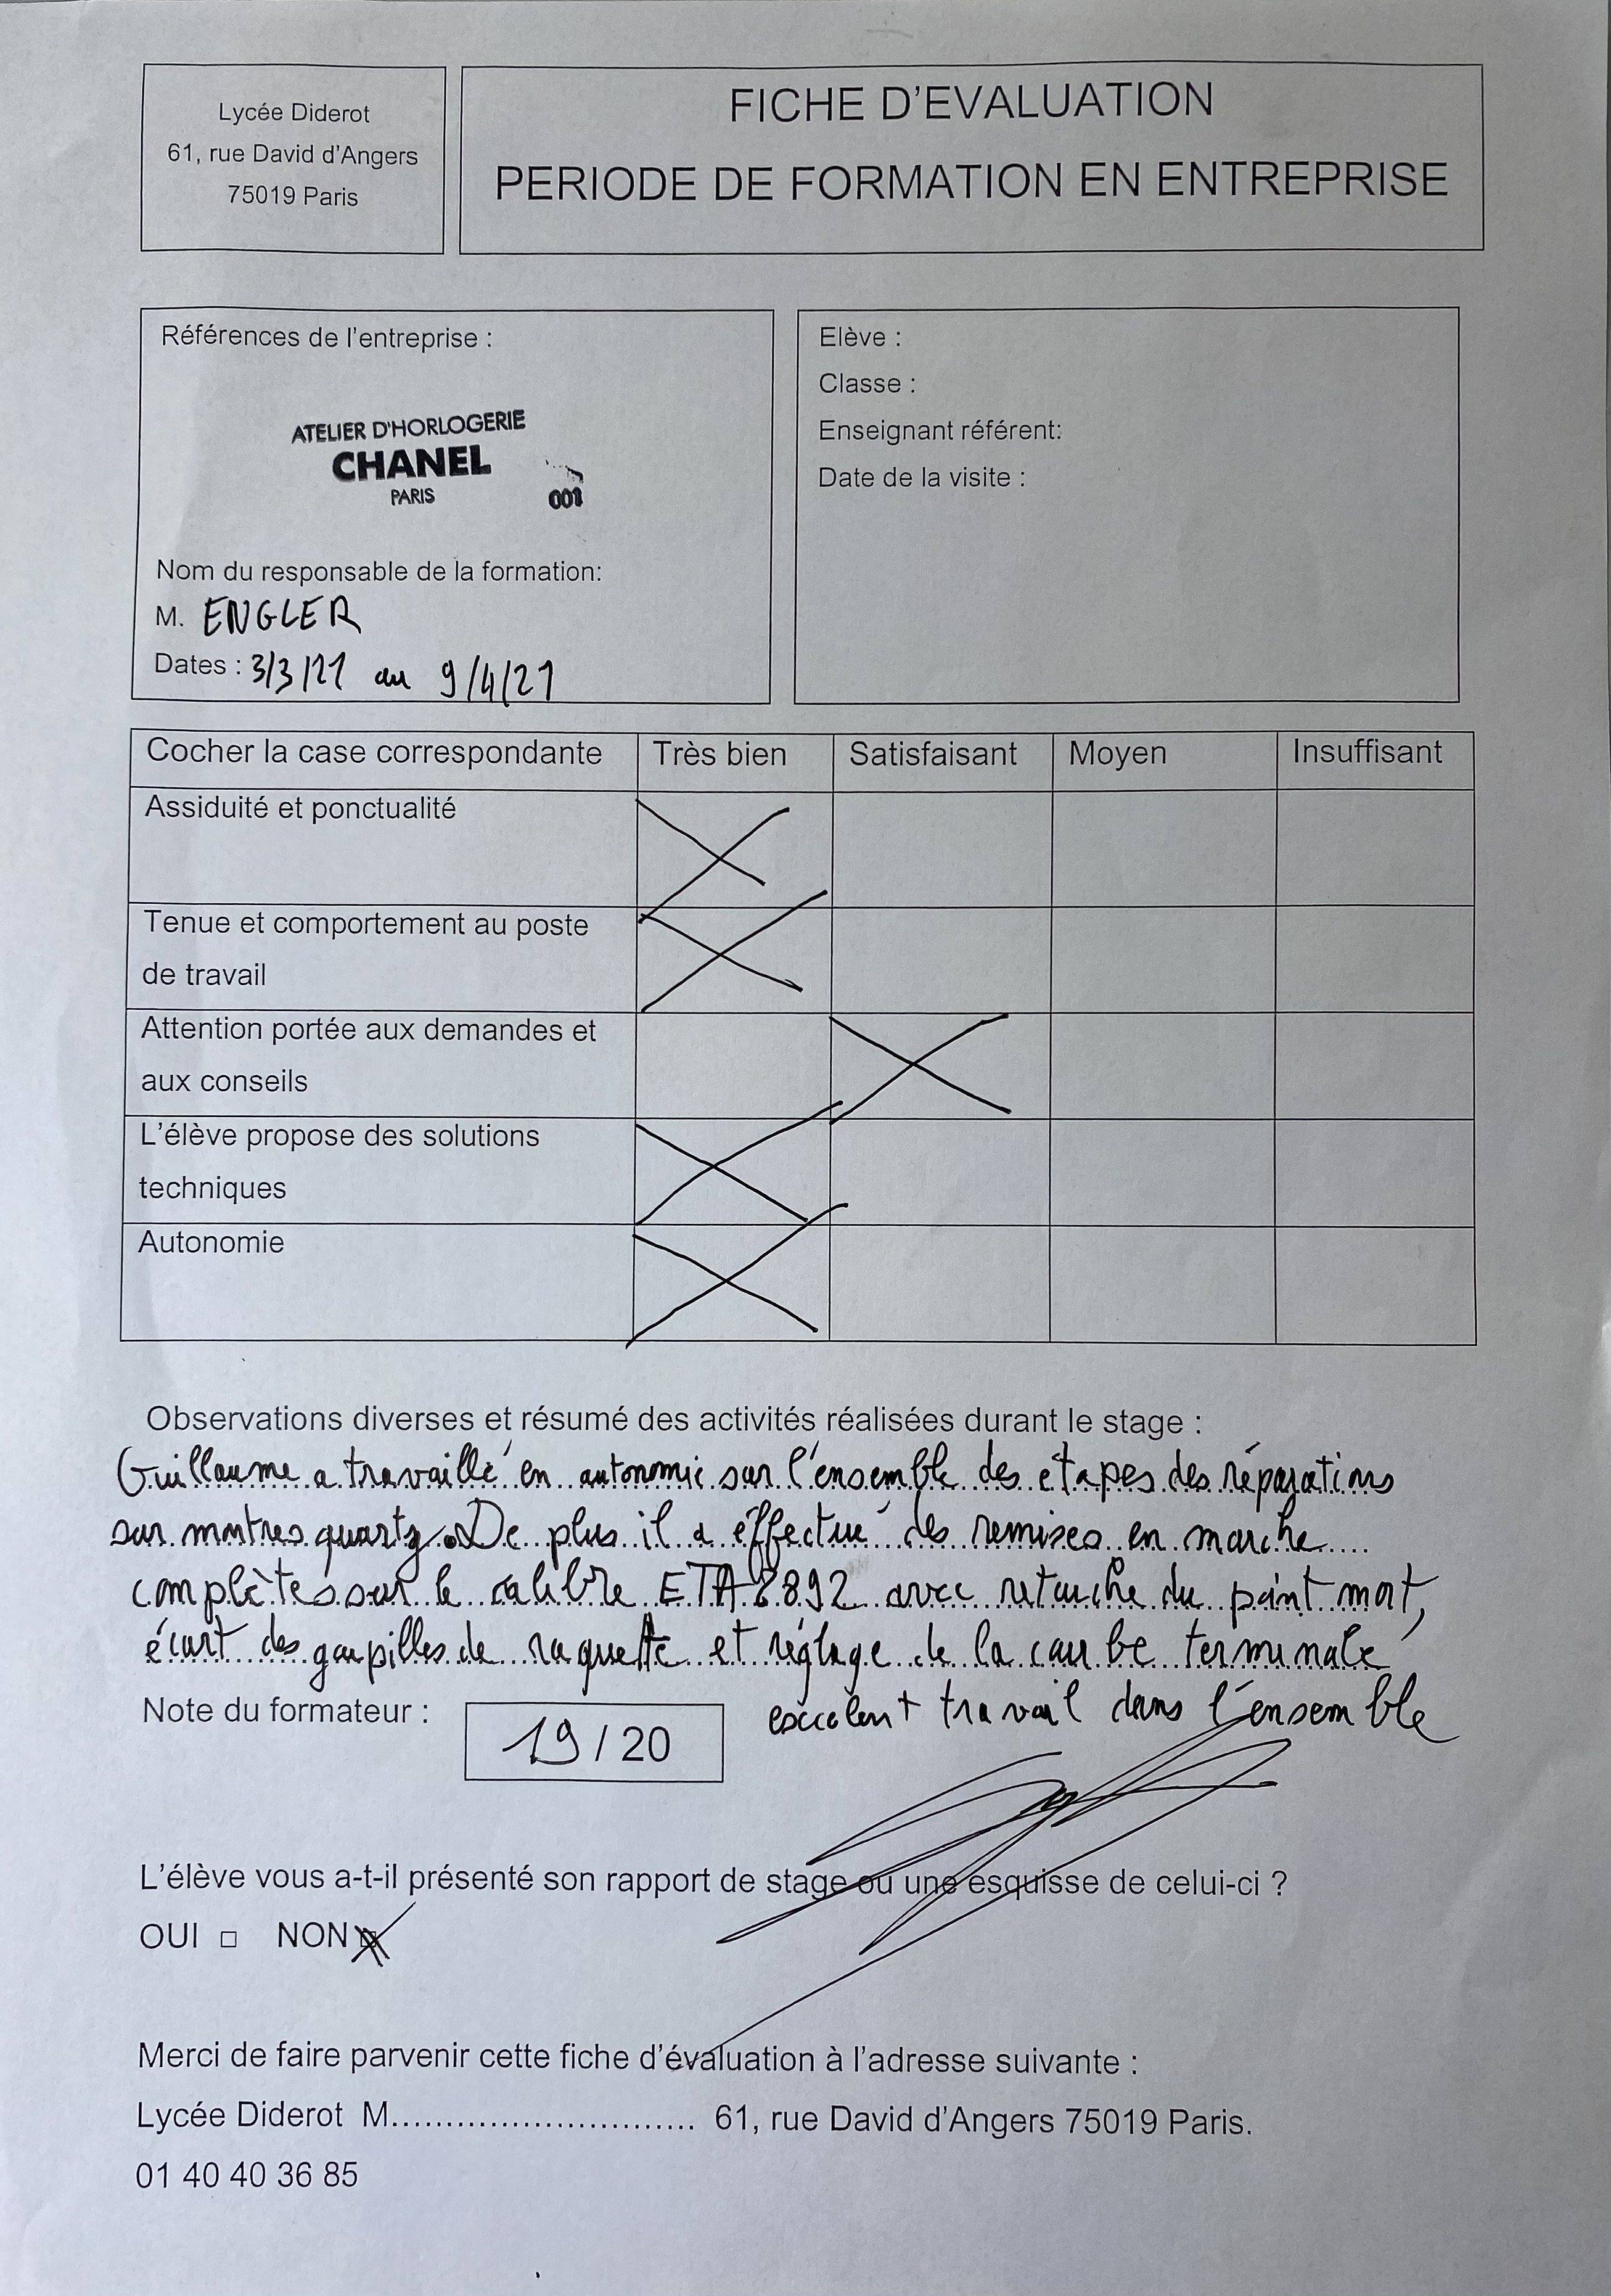 Lycée Diderot
61, rue David d'Angers
75019 Paris
FICHE D'EVALUATION
PERIODE DE FORMATION EN ENTREPRISE
Références de l'entreprise :
ATELIER D'HORLOGERIE
CHANEL
PARIS
001
Nom du responsable de la formation:
M. ENGLER
Dates : 3/3/21 au 9/4/21
Elève :
Classe :
Enseignant référent:
Date de la visite :
Cocher la case correspondante Très bien Satisfaisant Moyen Insuffisant
Assiduité et ponctualité
Tenue et comportement au poste
de travail
Attention portée aux demandes et
aux conseils
L'élève propose des solutions
techniques
Autonomie
Observations diverses et résumé des activités réalisées durant le stage :
Guillaume a travaillé en autonomie sur l'ensemble des étapes des réparations
sur montres quartz. De plus il a éffectué des remises en marche
complètes sur le calibre ETA 2892 avec retouche du point mort,
écart des goupilles de raquette et réglage de la courbe terminale
Note du formateur : 19 / 20 excelent travail dans l'ensemble
L'élève vous a-t-il présenté son rapport de stage ou une esquisse de celui-ci ?
OUI □ NON □
Merci de faire parvenir cette fiche d'évaluation à l'adresse suivante :
Lycée Diderot M............................ 61, rue David d'Angers 75019 Paris.
01 40 40 36 85